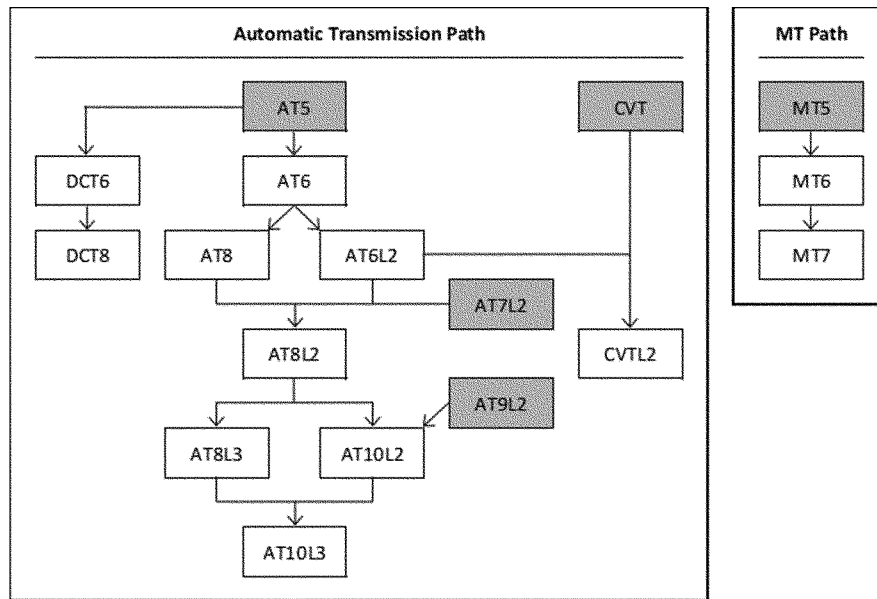 Automatic Transmission Path
MT Path
AT5
CVT
MT5
DCT6
AT6
MT6
DCT8
AT8
AT6L2
MT7
AT7L2
AT8L2
CVTL2
AT9L2
AT8L3
AT10L2
AT10L3